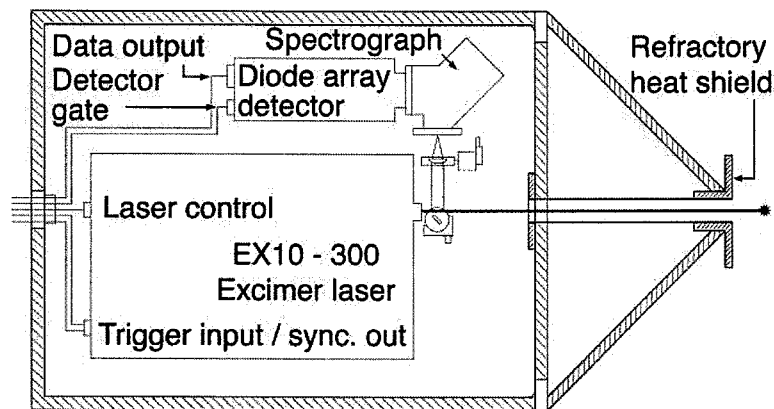 Data output
Detector
gate
Spectrograph
Diode array
detector
Refractory
heat shield
Laser control
EX10 - 300
Excimer laser
Trigger input / sync. out